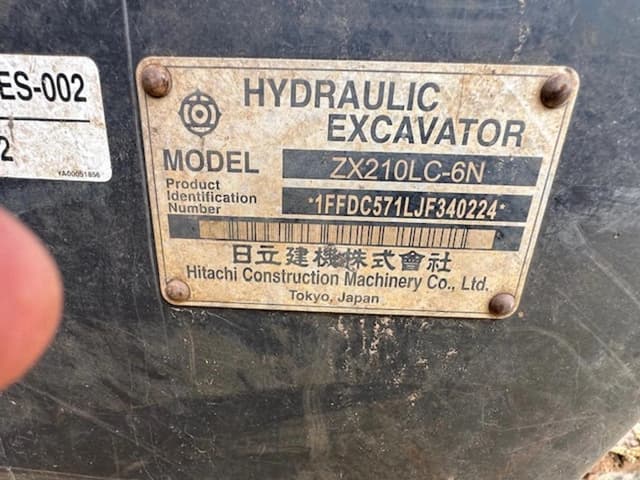 ES-002
2
YA00051856
HYDRAULIC
EXCAVATOR
MODEL ZX210LC-6N
Product
Identification
Number
*1FFDC571LJF340224*
日立建機株式會社
Hitachi Construction Machinery Co., Ltd.
Tokyo, Japan